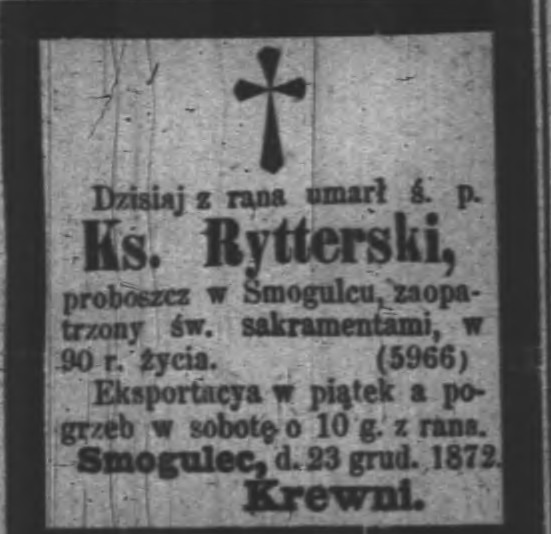 Dzisiaj z rana umarł ś. p.
Ks. Rytterski,
proboszcz w Smogulcu, zaopa-
trzony św. sakramentami, w
90 r. życia. (5966)
Eksportacya w piątek a po-
grzeb w sobotę o 10 g. z rana.
Smogulec, d. 23 grud. 1872.
Krewni.